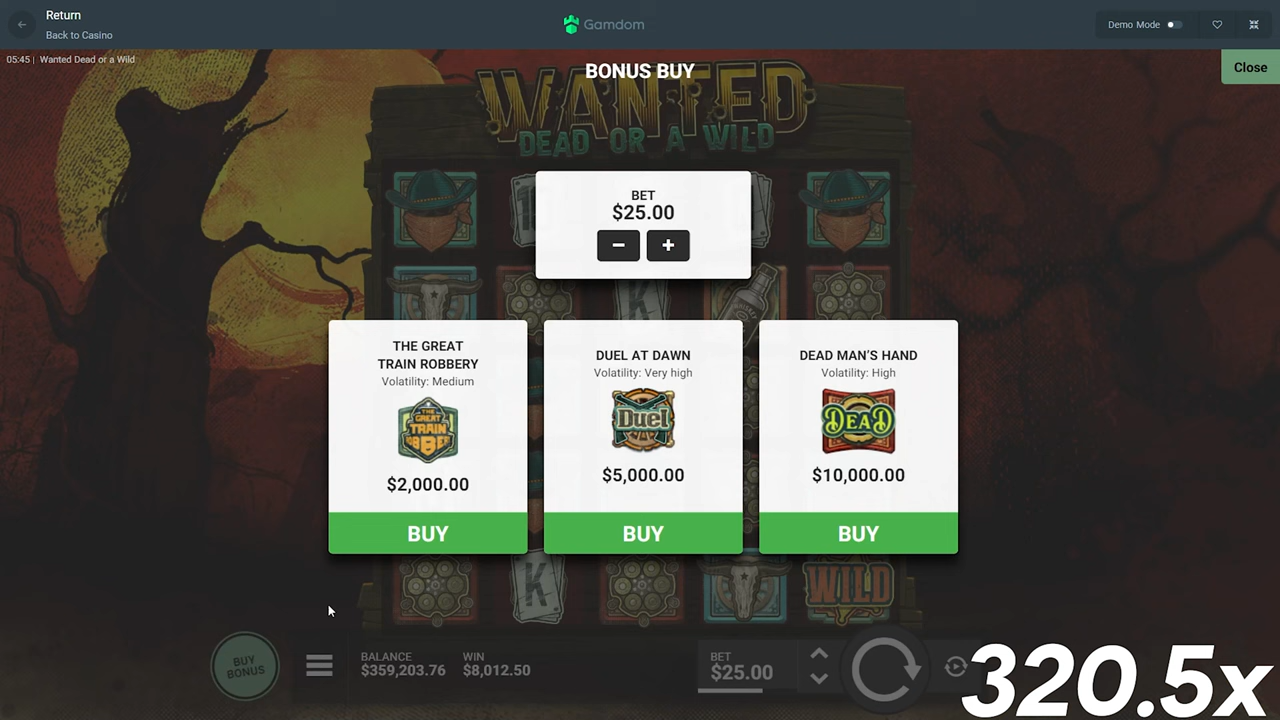 Return
Back to Casino
Gamdom
Demo Mode
05:45 | Wanted Dead or a Wild
Close
BONUS BUY
WANTED
DEAD OR A WILD
BET
$25.00
− +
THE GREAT
TRAIN ROBBERY
Volatility: Medium
THE
GREAT
TRAIN
$2,000.00
BUY
DUEL AT DAWN
Volatility: Very high
Duel
$5,000.00
BUY
DEAD MAN'S HAND
Volatility: High
DEAD
$10,000.00
BUY
K
K
WILD
BUY
BONUS
BALANCE
$359,203.76
WIN
$8,012.50
BET
$25.00
320.5x